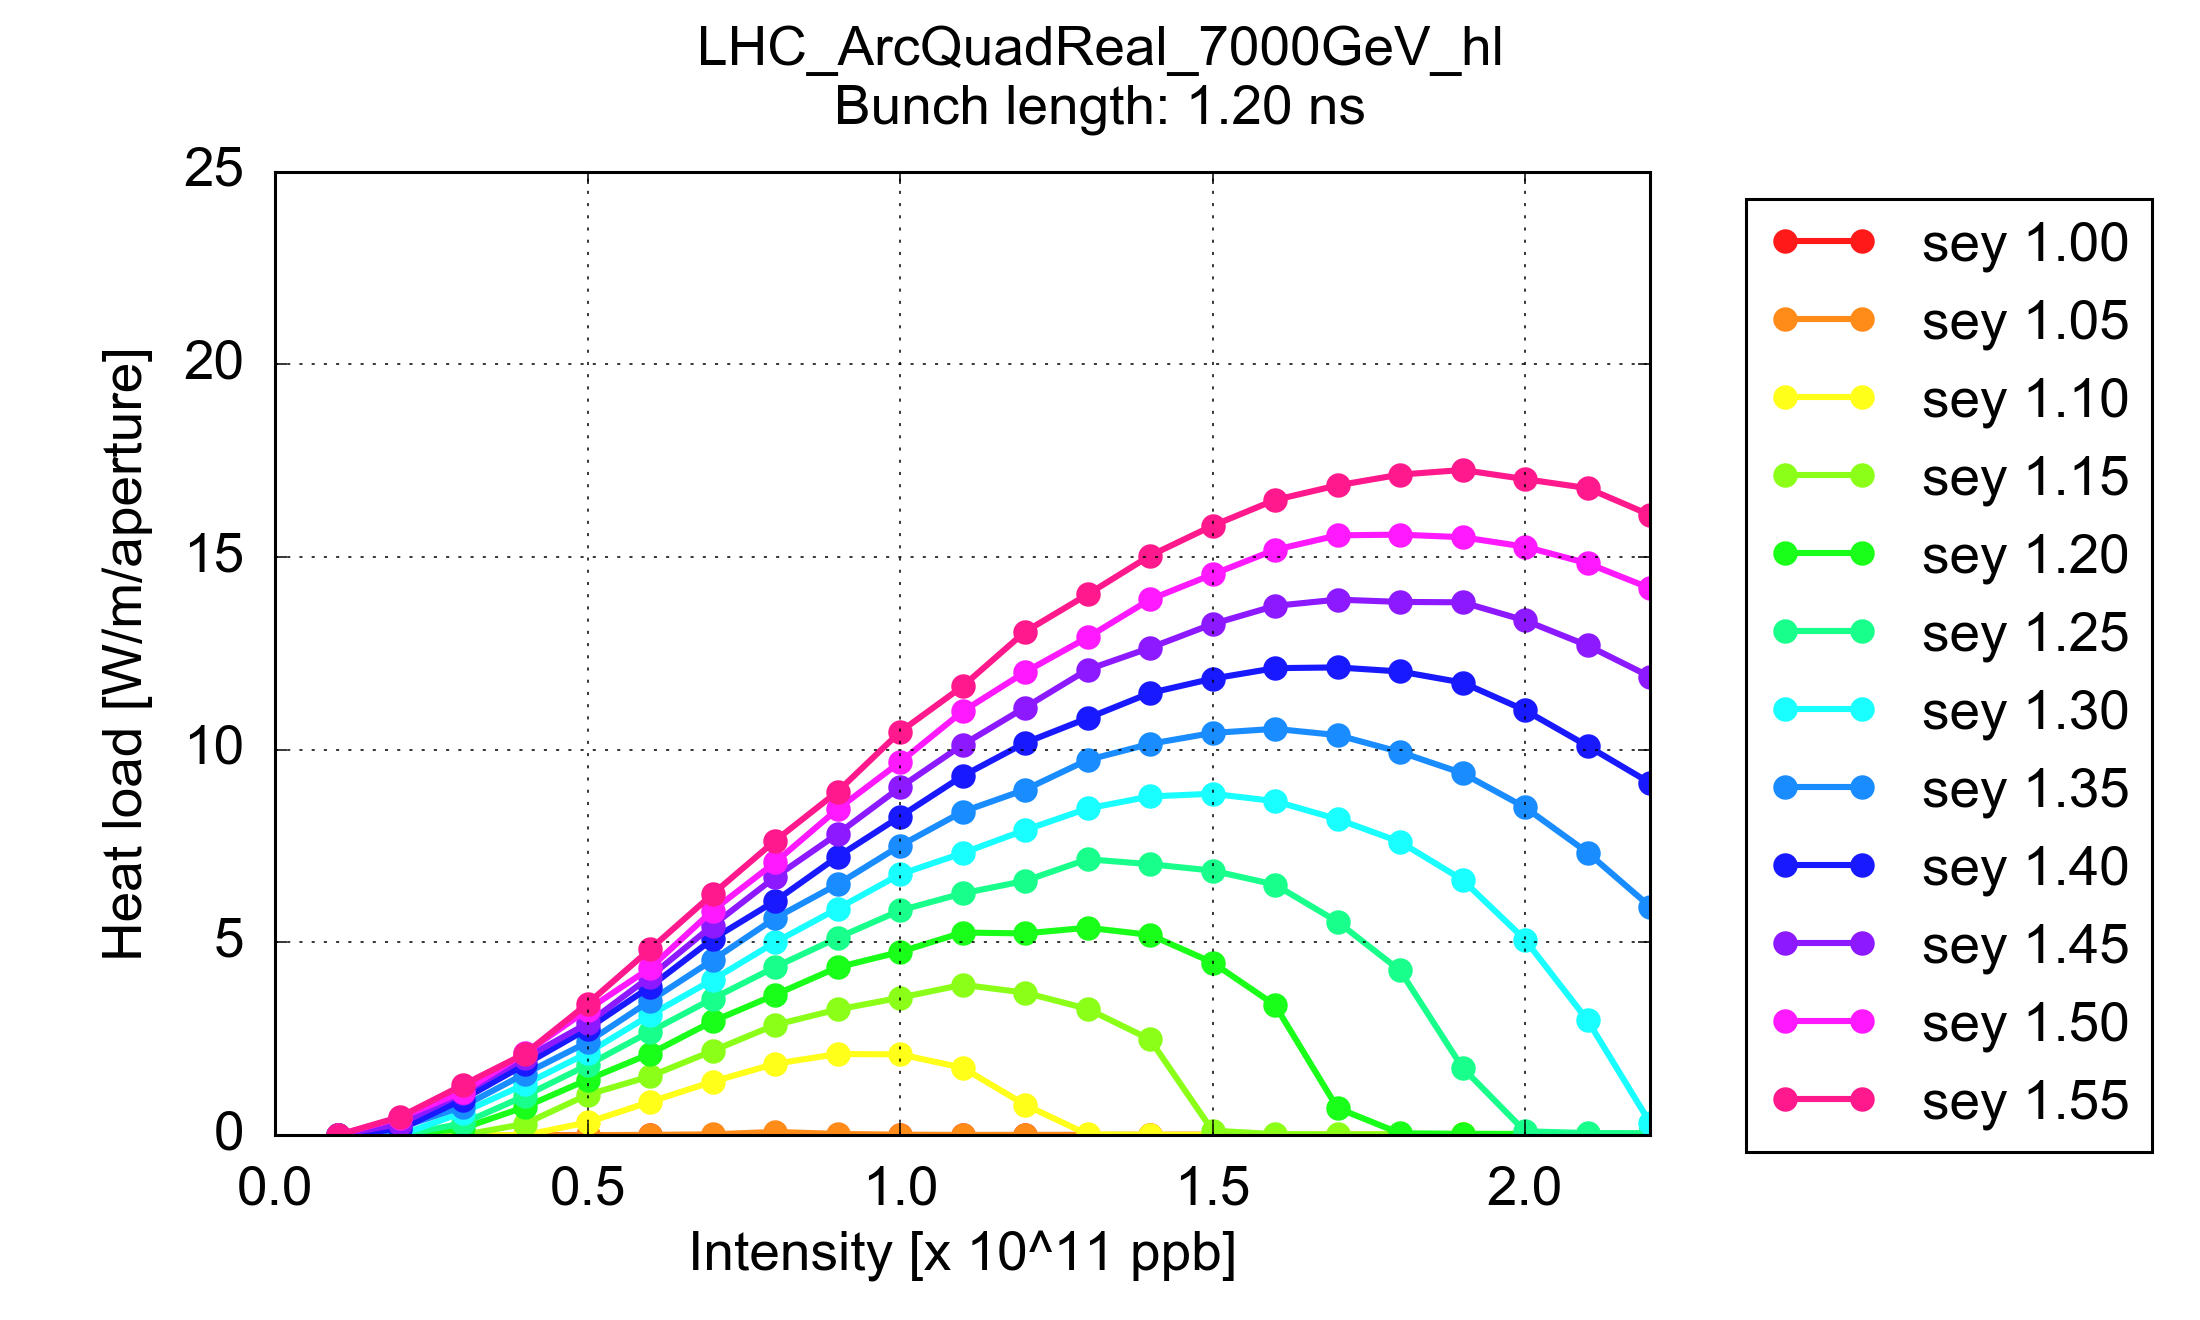 LHC_ArcQuadReal_7000GeV_hl
Bunch length: 1.20 ns
25
20
15
10
5
0
Heat load [W/m/aperture]
0.0 0.5 1.0 1.5 2.0
Intensity [x 10^11 ppb]
sey 1.00
sey 1.05
sey 1.10
sey 1.15
sey 1.20
sey 1.25
sey 1.30
sey 1.35
sey 1.40
sey 1.45
sey 1.50
sey 1.55